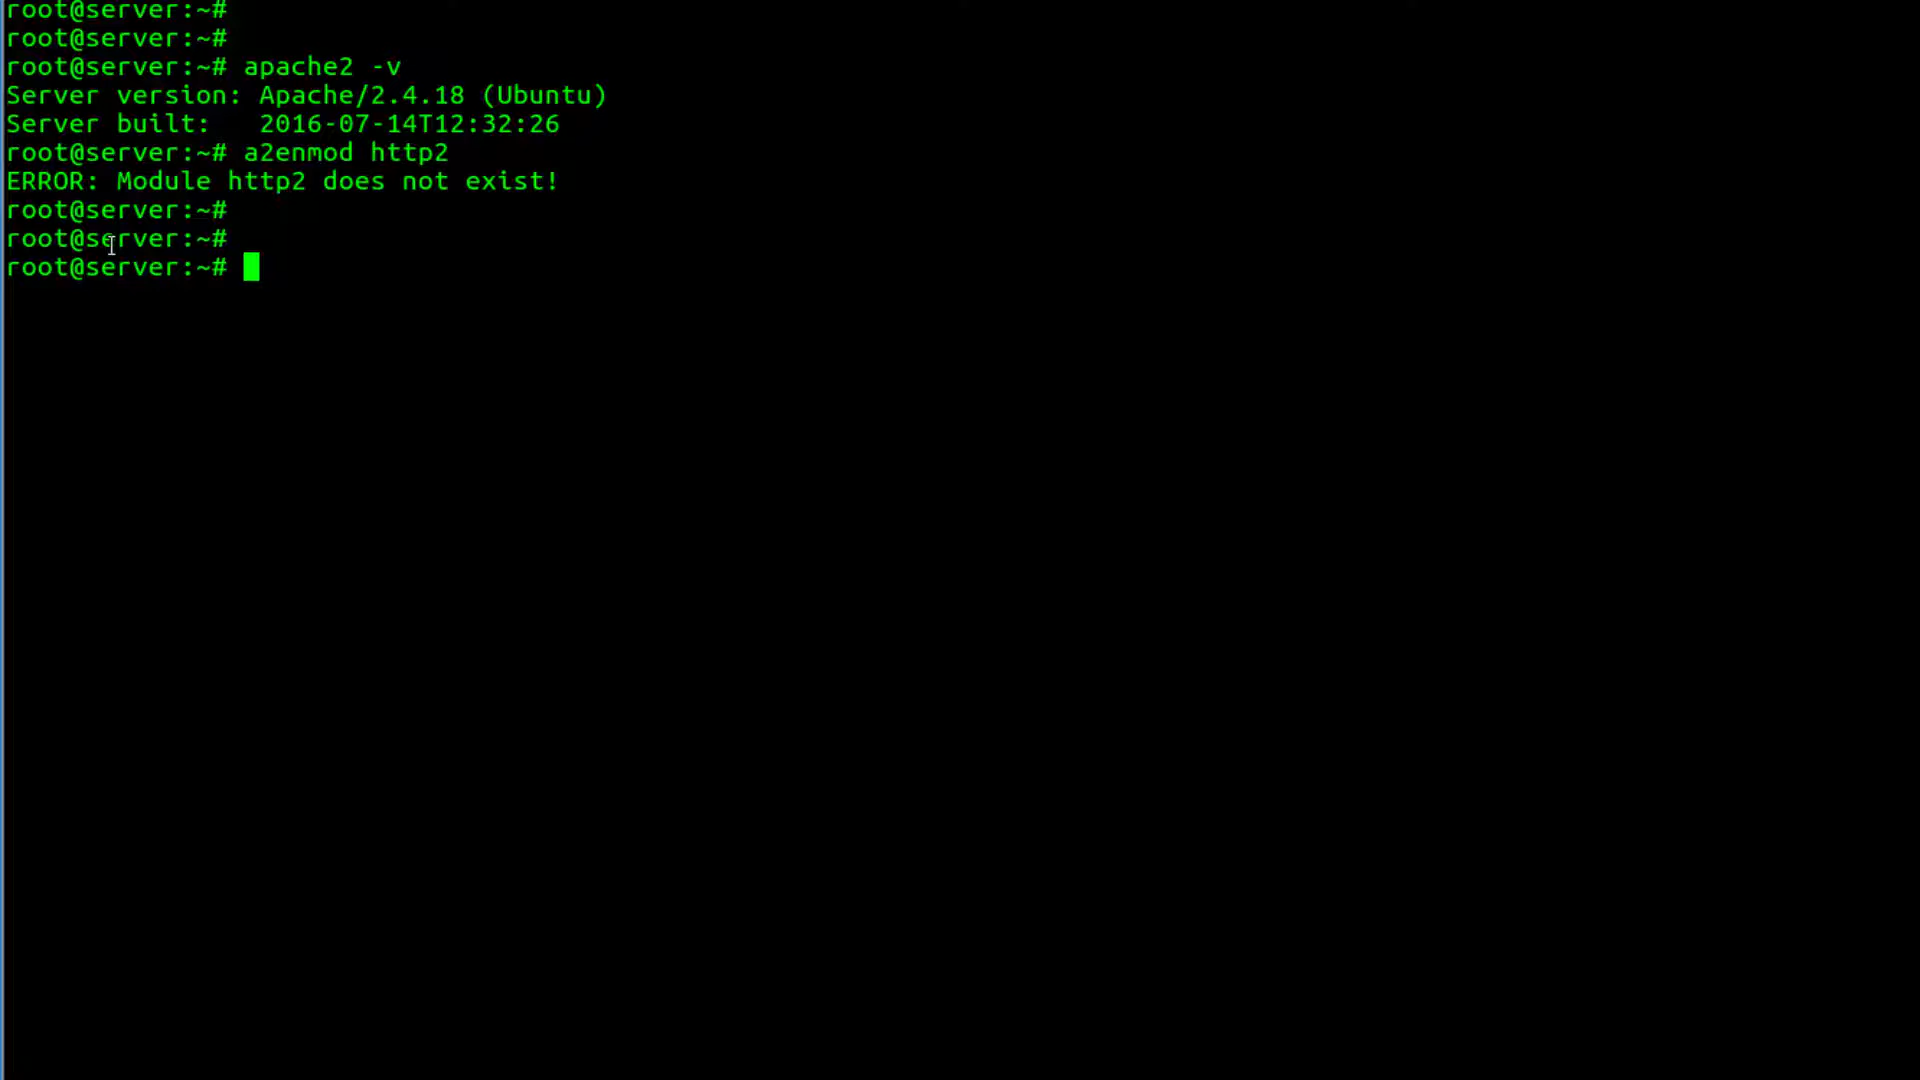 root@server:~#
root@server:~#
root@server:~# apache2 -v
Server version: Apache/2.4.18 (Ubuntu)
Server built:   2016-07-14T12:32:26
root@server:~# a2enmod http2
ERROR: Module http2 does not exist!
root@server:~#
root@server:~#
root@server:~#